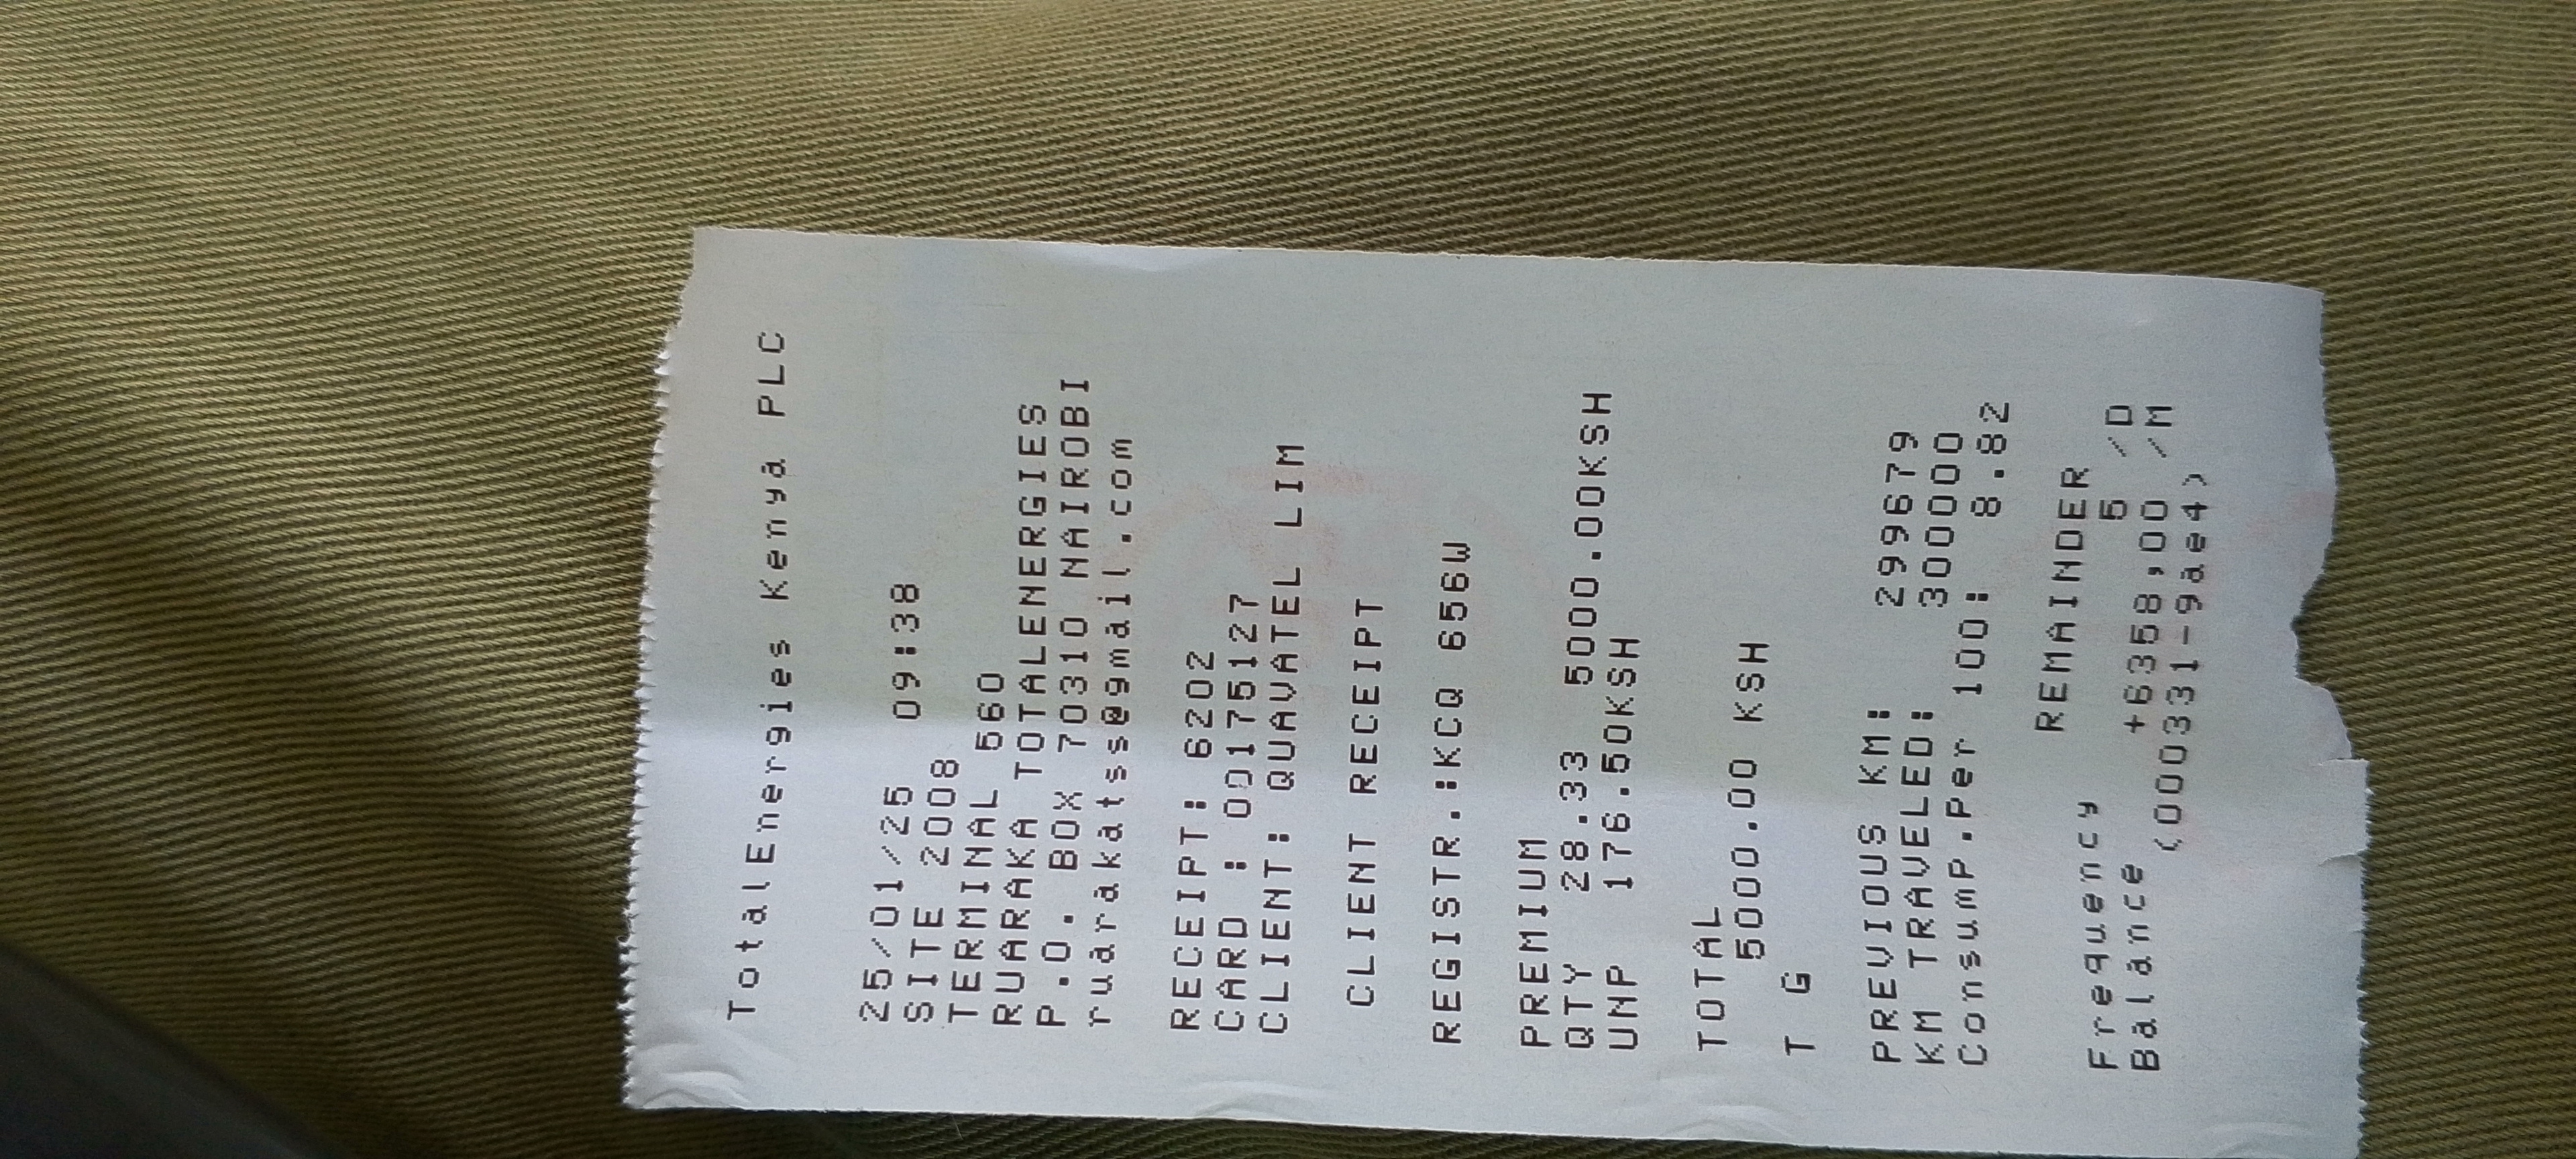 TotalEnergies Kenya PLC
25/01/25 09:38
SITE 2008
TERMINAL 560
RUARAKA TOTALENERGIES
P.O. BOX 70310 NAIROBI
ruarakatss@gmail.com
RECEIPT: 6202
CARD : 00175127
CLIENT: QUAVATEL LIM
CLIENT RECEIPT
REGISTR.:KCQ 656W
PREMIUM
QTY 28.33 5000.00KSH
UNP 176.50KSH
TOTAL
5000.00 KSH
T G
PREVIOUS KM: 299679
KM TRAVELED: 300000
Consump.Per 100: 8.82
REMAINDER
Frequency 5 /D
Balance +6358,00 /M
(000331-9ae4)